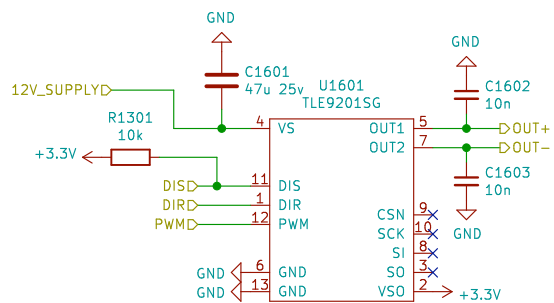 GND
GND
C1601
47u 25v
U1601
TLE9201SG
C1602
10n
12V_SUPPLY
R1301
10k
4
VS
OUT1
5
OUT+
OUT2
7
OUT-
+3.3V
C1603
10n
DIS
11
DIS
DIR
1
DIR
PWM
12
PWM
CSN
9
SCK
10
GND
SI
8
GND
6
GND
SO
3
GND
13
GND
VSO
2
+3.3V